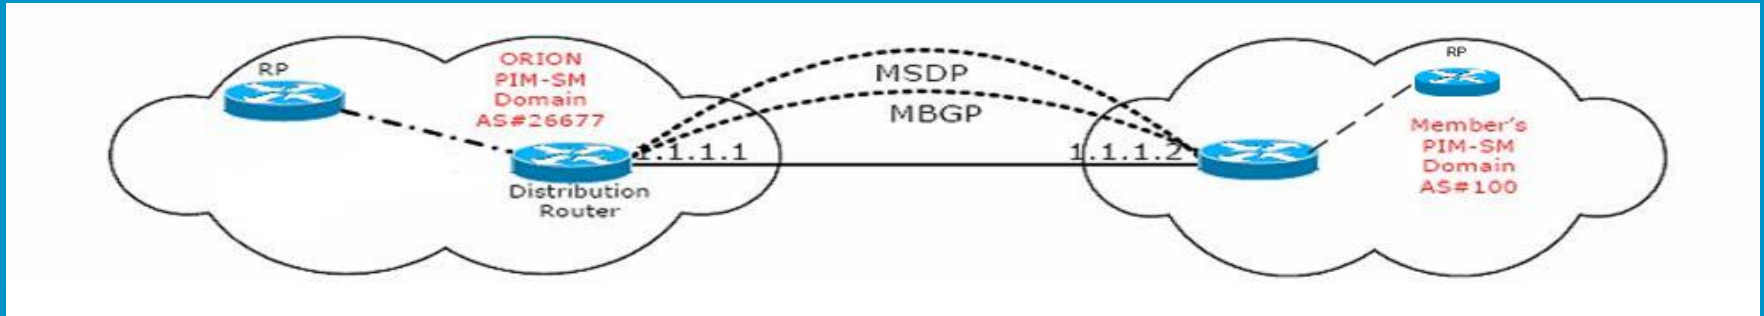 RP
ORION
PIM-SM
Domain
AS#26677
Distribution
Router
1.1.1.1
MSDP
MBGP
1.1.1.2
RP
Member's
PIM-SM
Domain
AS#100